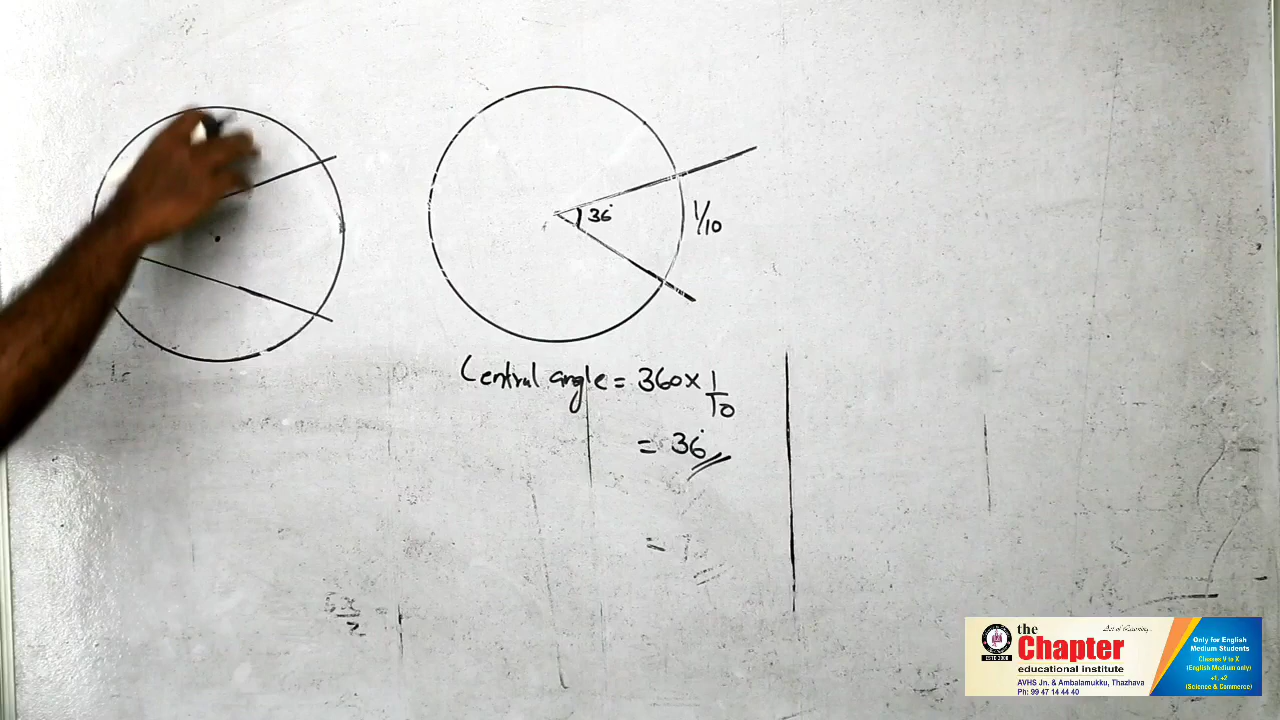 36°
1/10
Central angle = 360 × 1/10
= 36°
the
Chapter
educational institute
AVHS Jn. & Ambalamukku, Thazhava
Ph: 99 47 14 44 40
Only for English
Medium Students
Classes V to X
(English Medium only)
+1, +2
(Science & Commerce)